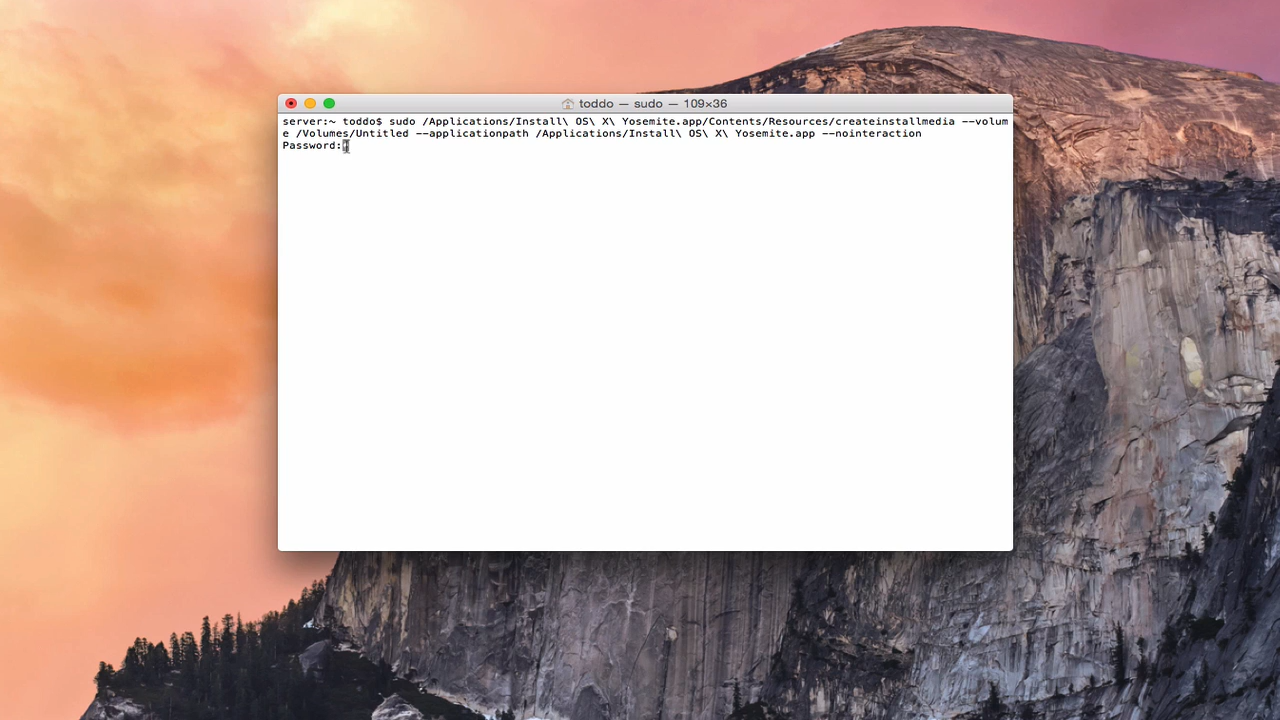 toddo — sudo — 109×36
server:~ toddo$ sudo /Applications/Install\ OS\ X\ Yosemite.app/Contents/Resources/createinstallmedia --volum
e /Volumes/Untitled --applicationpath /Applications/Install\ OS\ X\ Yosemite.app --nointeraction
Password: